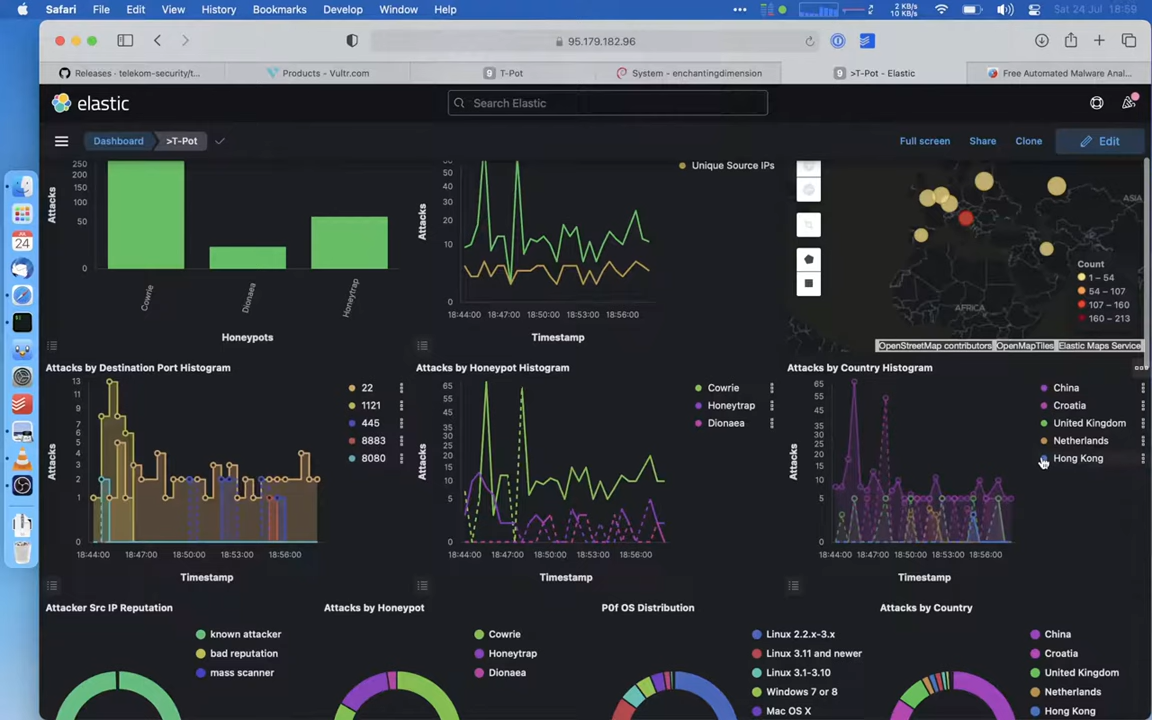 Safari File Edit View History Bookmarks Develop Window Help
2 KB/s
10 KB/s
Sat 24 Jul 18:59
95.179.182.96
Releases · telekom-security/t...
Products - Vultr.com
T-Pot
System - enchantingdimension
>T-Pot - Elastic
Free Automated Malware Anal...
elastic
Search Elastic
Dashboard
>T-Pot
Full screen
Share
Clone
Edit
250
200
150
100
50
0
Attacks
Cowrie
Dionaea
Honeytrap
Honeypots
50
40
30
20
10
0
Attacks
Unique Source IPs
18:44:00 18:47:00 18:50:00 18:53:00 18:56:00
Timestamp
ASIA
AFRICA
Count
1 – 54
54 – 107
107 – 160
160 – 213
OpenStreetMap contributors
OpenMapTiles
Elastic Maps Service
Attacks by Destination Port Histogram
13
11
9
7
6
5
4
3
2
1
0
Attacks
22
1121
445
8883
8080
18:44:00 18:47:00 18:50:00 18:53:00 18:56:00
Timestamp
Attacks by Honeypot Histogram
65
55
45
35
30
25
20
15
10
5
0
Attacks
Cowrie
Honeytrap
Dionaea
18:44:00 18:47:00 18:50:00 18:53:00 18:56:00
Timestamp
Attacks by Country Histogram
65
55
45
35
30
25
20
15
10
5
0
Attacks
China
Croatia
United Kingdom
Netherlands
Hong Kong
18:44:00 18:47:00 18:50:00 18:53:00 18:56:00
Timestamp
Attacker Src IP Reputation
known attacker
bad reputation
mass scanner
Attacks by Honeypot
Cowrie
Honeytrap
Dionaea
P0f OS Distribution
Linux 2.2.x-3.x
Linux 3.11 and newer
Linux 3.1-3.10
Windows 7 or 8
Mac OS X
Attacks by Country
China
Croatia
United Kingdom
Netherlands
Hong Kong